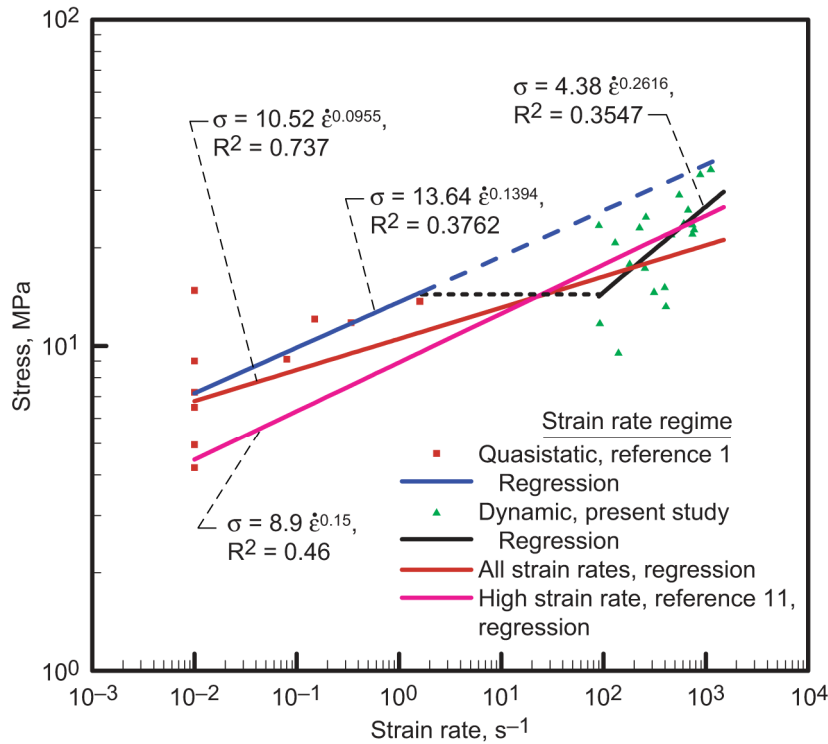 10²
σ = 4.38 ε̇^0.2616,
R² = 0.3547
σ = 10.52 ε̇^0.0955,
R² = 0.737
σ = 13.64 ε̇^0.1394,
R² = 0.3762
Stress, MPa
10¹
Strain rate regime
Quasistatic, reference 1
Regression
Dynamic, present study
Regression
All strain rates, regression
High strain rate, reference 11,
regression
σ = 8.9 ε̇^0.15,
R² = 0.46
10⁰
10⁻³ 10⁻² 10⁻¹ 10⁰ 10¹ 10² 10³ 10⁴
Strain rate, s⁻¹